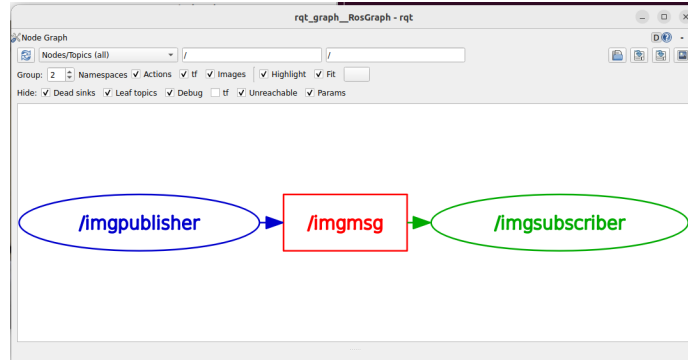 rqt_graph__RosGraph - rqt
Node Graph D
Nodes/Topics (all) / /
Group: 2 Namespaces Actions tf Images Highlight Fit
Hide: Dead sinks Leaf topics Debug tf Unreachable Params
/imgpublisher /imgmsg /imgsubscriber